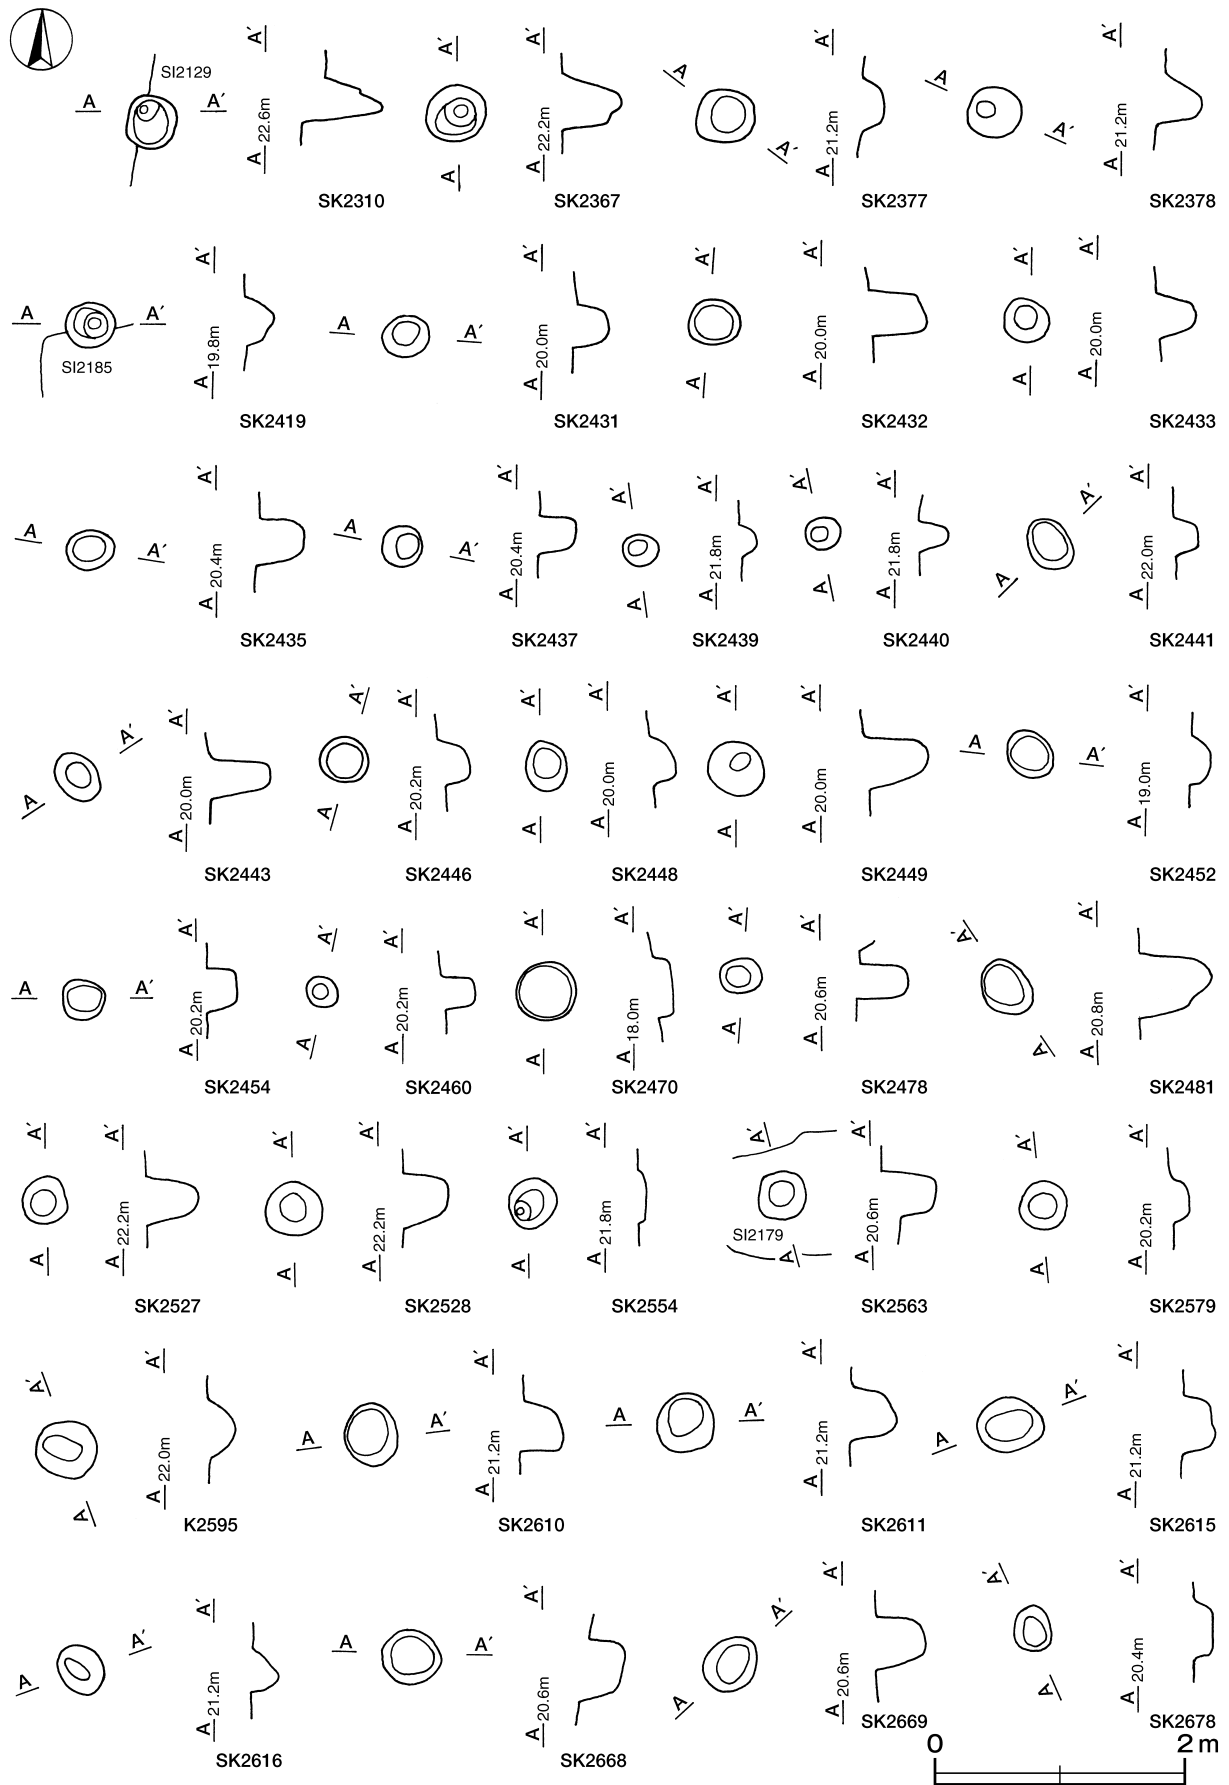 SI2129
A A' A A' 22.6m
SK2310
A A' A A' 22.2m
SK2367
A A' A A' 21.2m
SK2377
A A' A A' 21.2m
SK2378
A A' SI2185 A A' 19.8m
SK2419
A A' A A' 20.0m
SK2431
A A' A A' 20.0m
SK2432
A A' A A' 20.0m
SK2433
A A' A A' 20.4m
SK2435
A A' A A' 20.4m
SK2437
A A' A A' 21.8m
SK2439
A A' A A' 21.8m
SK2440
A A' A A' 22.0m
SK2441
A A' A A' 20.0m
SK2443
A A' A A' 20.2m
SK2446
A A' A A' 20.0m
SK2448
A A' A A' 20.0m
SK2449
A A' A A' 19.0m
SK2452
A A' A A' 20.2m
SK2454
A A' A A' 20.2m
SK2460
A A' A A' 18.0m
SK2470
A A' A A' 20.6m
SK2478
A A' A A' 20.8m
SK2481
A A' A A' 22.2m
SK2527
A A' A A' 22.2m
SK2528
A A' A A' 21.8m
SK2554
A A' SI2179 A A' 20.6m
SK2563
A A' A A' 20.2m
SK2579
A A' A A' 22.0m
K2595
A A' A A' 21.2m
SK2610
A A' A A' 21.2m
SK2611
A A' A A' 21.2m
SK2615
A A' A A' 21.2m
SK2616
A A' A A' 20.6m
SK2668
A A' A A' 20.6m
SK2669
A A' A A' 20.4m
SK2678
0 2 m